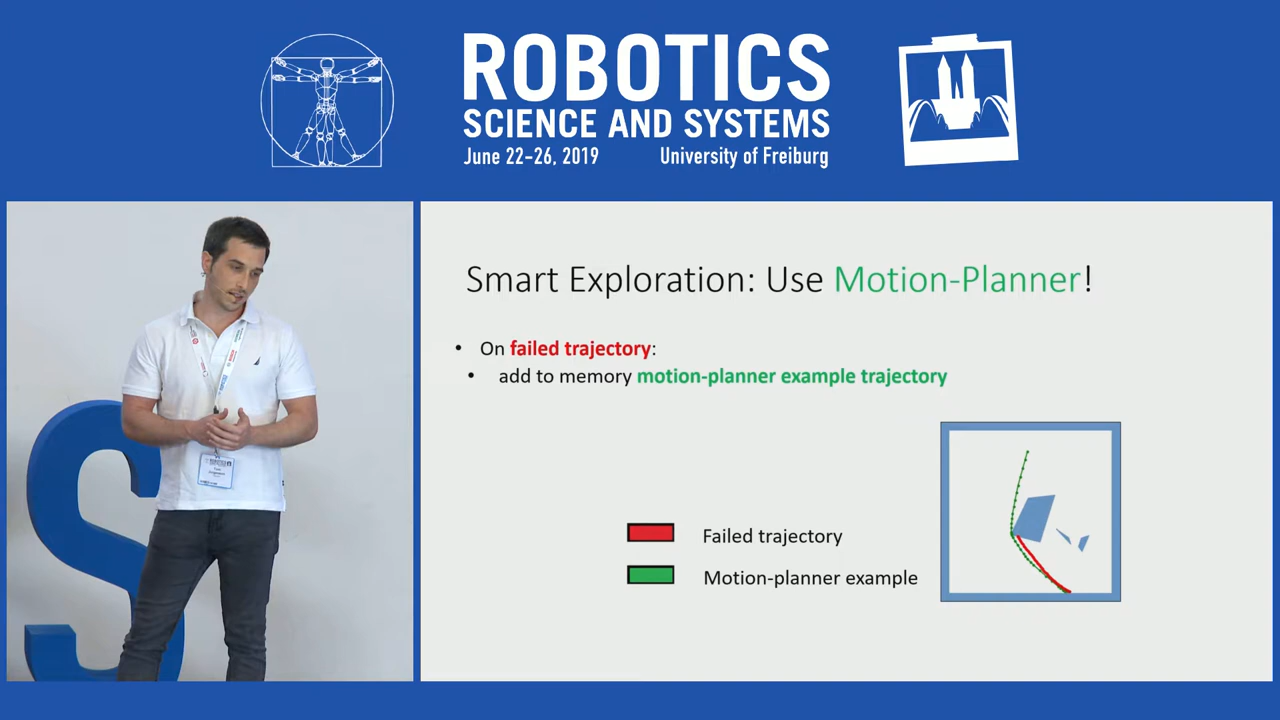 ROBOTICS
SCIENCE AND SYSTEMS
June 22-26, 2019 University of Freiburg
Smart Exploration: Use Motion-Planner!
• On failed trajectory:
• add to memory motion-planner example trajectory
Failed trajectory
Motion-planner example
S
ROBOTICS